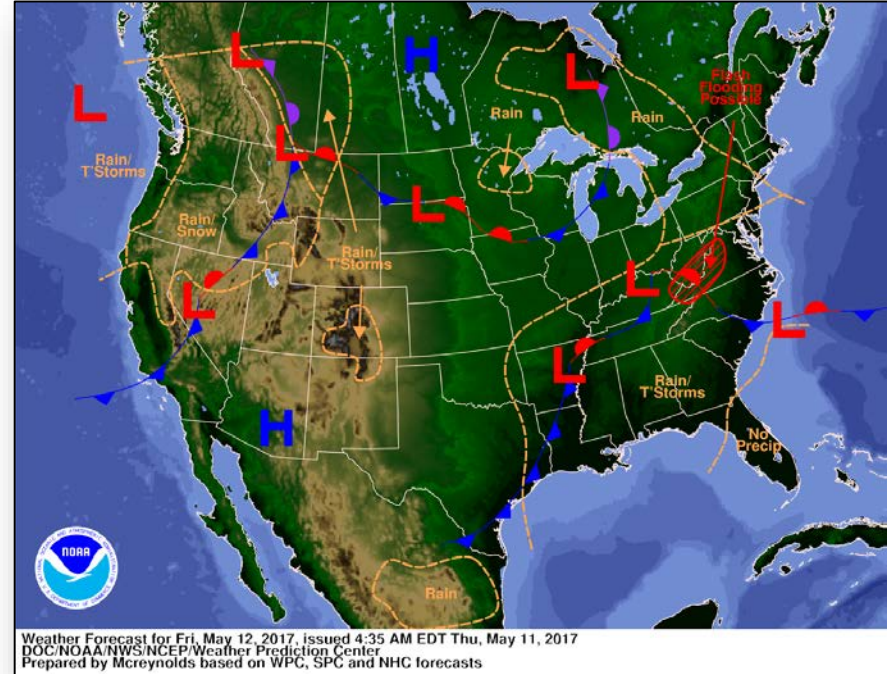 L
H
L
L
Flash
Flooding
Possible
Rain
Rain
Rain/
T'Storms
L
L
Rain/
Snow
Rain/
T'Storms
L
L
L
L
Rain/
T'Storms
H
No
Precip
Rain
NOAA
Weather Forecast for Fri, May 12, 2017, issued 4:35 AM EDT Thu, May 11, 2017
DOC/NOAA/NWS/NCEP/Weather Prediction Center
Prepared by Mcreynolds based on WPC, SPC and NHC forecasts